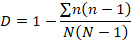 D = 1 − ∑n(n − 1) / N(N − 1)